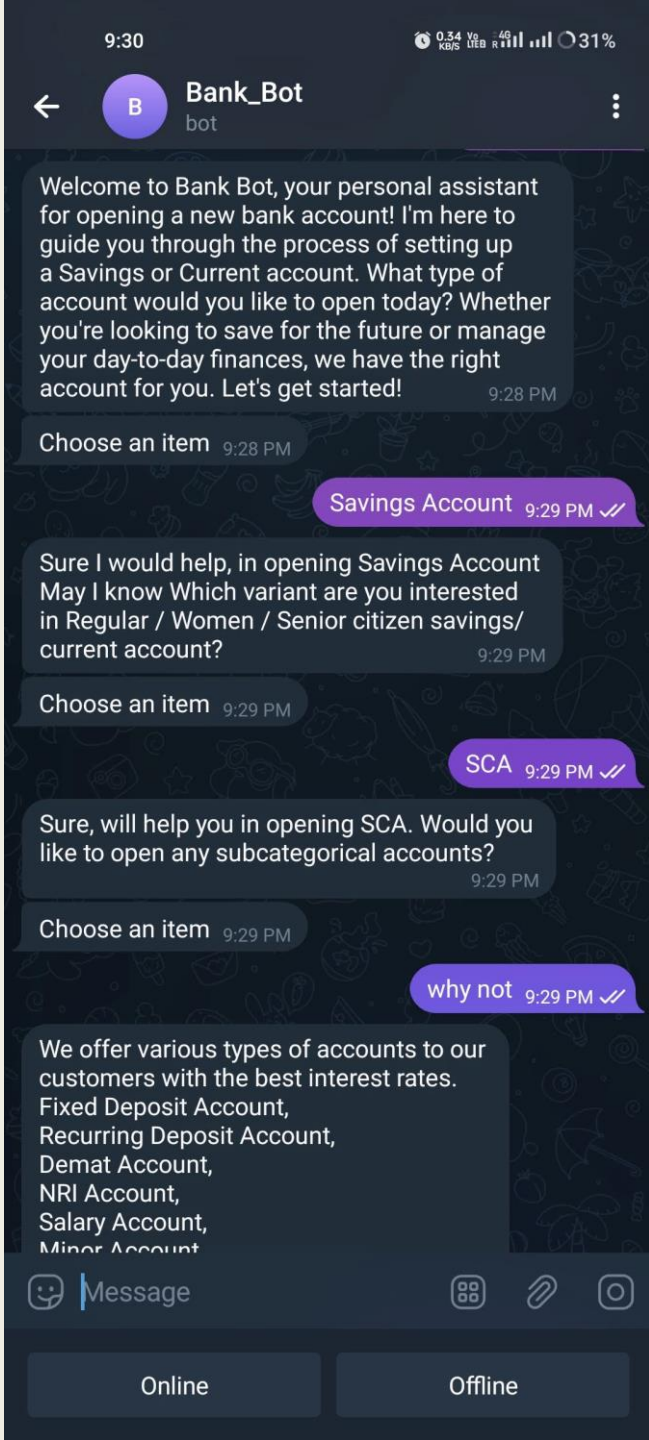 9:30
0.34 KB/S Vo LTEB R 4G 31%
B
Bank_Bot
bot
Welcome to Bank Bot, your personal assistant
for opening a new bank account! I'm here to
guide you through the process of setting up
a Savings or Current account. What type of
account would you like to open today? Whether
you're looking to save for the future or manage
your day-to-day finances, we have the right
account for you. Let's get started! 9:28 PM
Choose an item 9:28 PM
Savings Account 9:29 PM
Sure I would help, in opening Savings Account
May I know Which variant are you interested
in Regular / Women / Senior citizen savings/
current account? 9:29 PM
Choose an item 9:29 PM
SCA 9:29 PM
Sure, will help you in opening SCA. Would you
like to open any subcategorical accounts?
9:29 PM
Choose an item 9:29 PM
why not 9:29 PM
We offer various types of accounts to our
customers with the best interest rates.
Fixed Deposit Account,
Recurring Deposit Account,
Demat Account,
NRI Account,
Salary Account,
Minor Account
Message
Online Offline